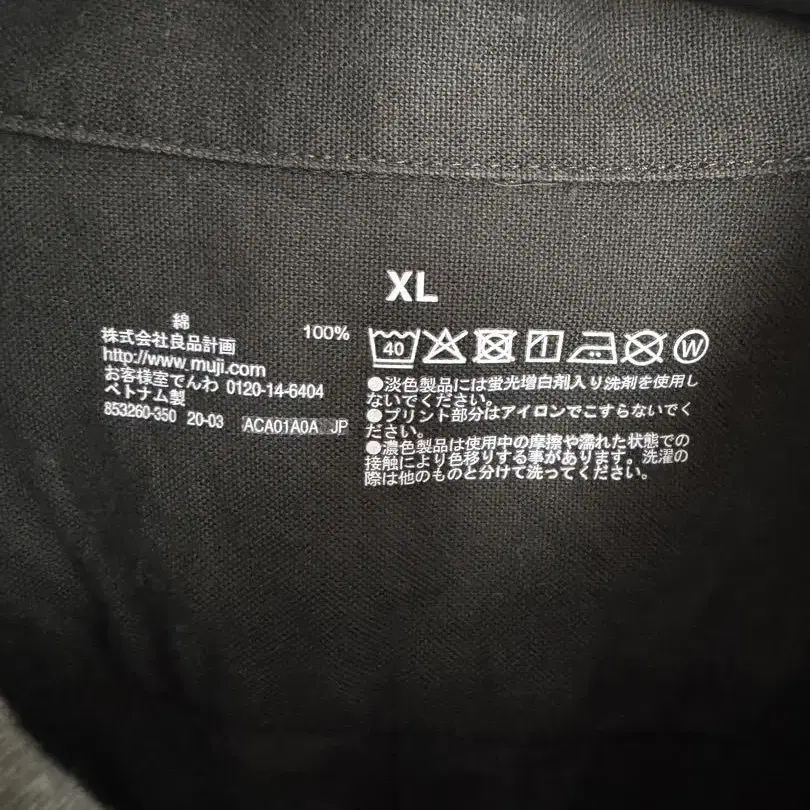 XL
綿 100%
株式会社良品計画
http://www.muji.com
お客様室でんわ 0120-14-6404
ベトナム製
853260-350 20-03 ACA01A0A JP
40
W
●淡色製品には蛍光増白剤入り洗剤を使用し
ないでください。
●プリント部分はアイロンでこすらないでく
ださい。
●濃色製品は使用中の摩擦や濡れた状態での
接触により色移りする事があります。洗濯の
際は他のものと分けて洗ってください。